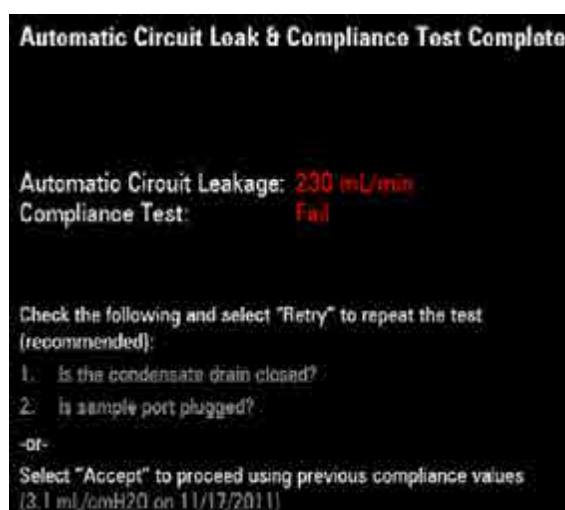 Automatic Circuit Leak & Compliance Test Complete
Automatic Circuit Leakage: 230 mL/min
Compliance Test: Fail
Check the following and select "Retry" to repeat the test
(recommended):
1. Is the condensate drain closed?
2. Is sample port plugged?
-or-
Select "Accept" to proceed using previous compliance values
(3.1 mL/cmH2O on 11/17/2011)